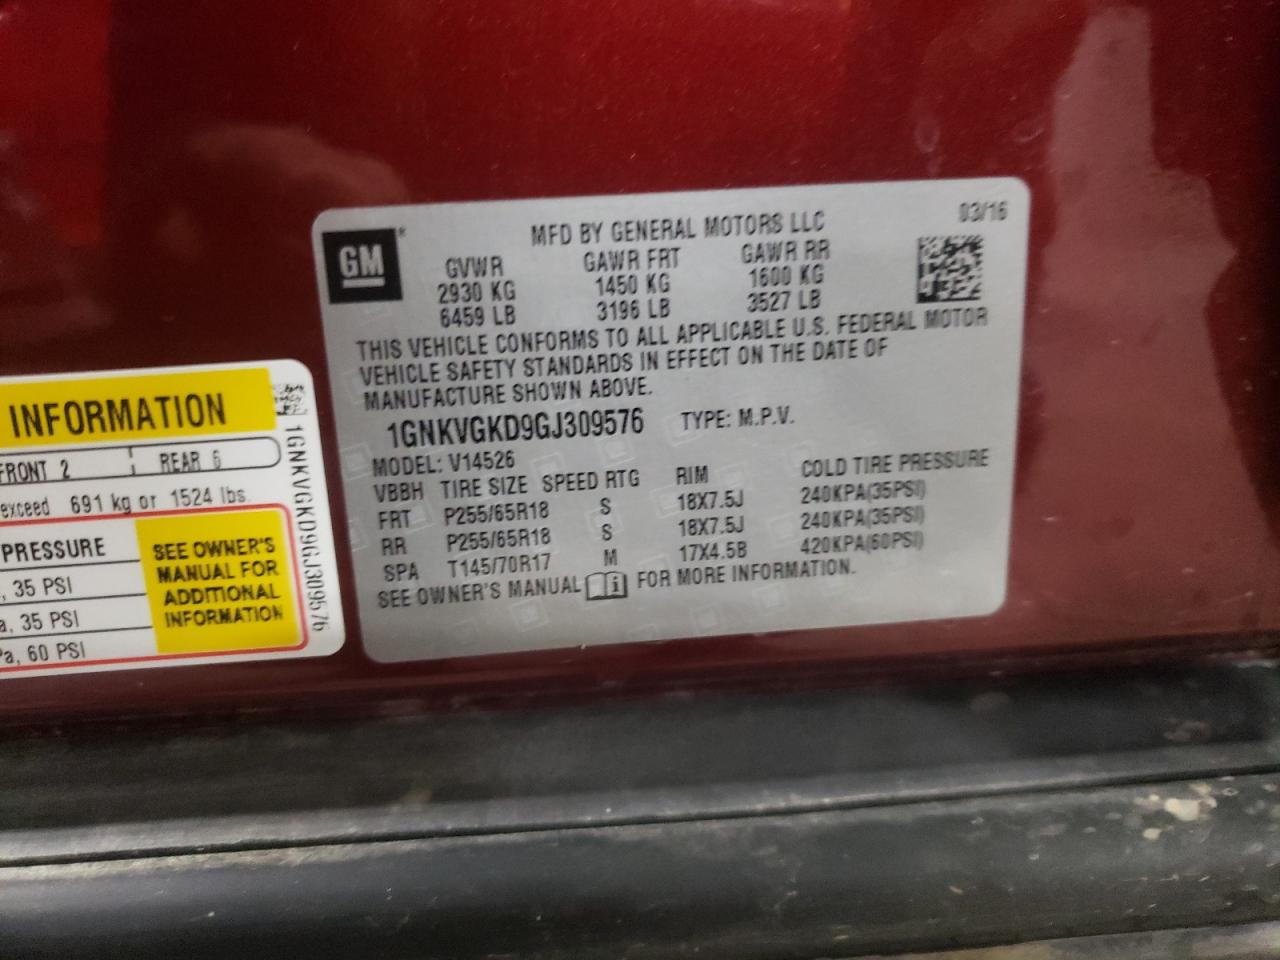 GM
MFD BY GENERAL MOTORS LLC
03/16
GVWR GAWR FRT GAWR RR
2930 KG 1450 KG 1600 KG
6459 LB 3196 LB 3527 LB
THIS VEHICLE CONFORMS TO ALL APPLICABLE U.S. FEDERAL MOTOR
VEHICLE SAFETY STANDARDS IN EFFECT ON THE DATE OF
MANUFACTURE SHOWN ABOVE.
1GNKVGKD9GJ309576 TYPE: M.P.V.
MODEL: V14526
VBBH TIRE SIZE SPEED RTG RIM COLD TIRE PRESSURE
FRT P255/65R18 S 18X7.5J 240KPA(35PSI)
RR P255/65R18 S 18X7.5J 240KPA(35PSI)
SPA T145/70R17 M 17X4.5B 420KPA(60PSI)
SEE OWNER'S MANUAL FOR MORE INFORMATION.
INFORMATION
FRONT 2 REAR 6
exceed 691 kg or 1524 lbs.
PRESSURE
, 35 PSI
a, 35 PSI
Pa, 60 PSI
SEE OWNER'S
MANUAL FOR
ADDITIONAL
INFORMATION
1GNKVGKD9GJ309576